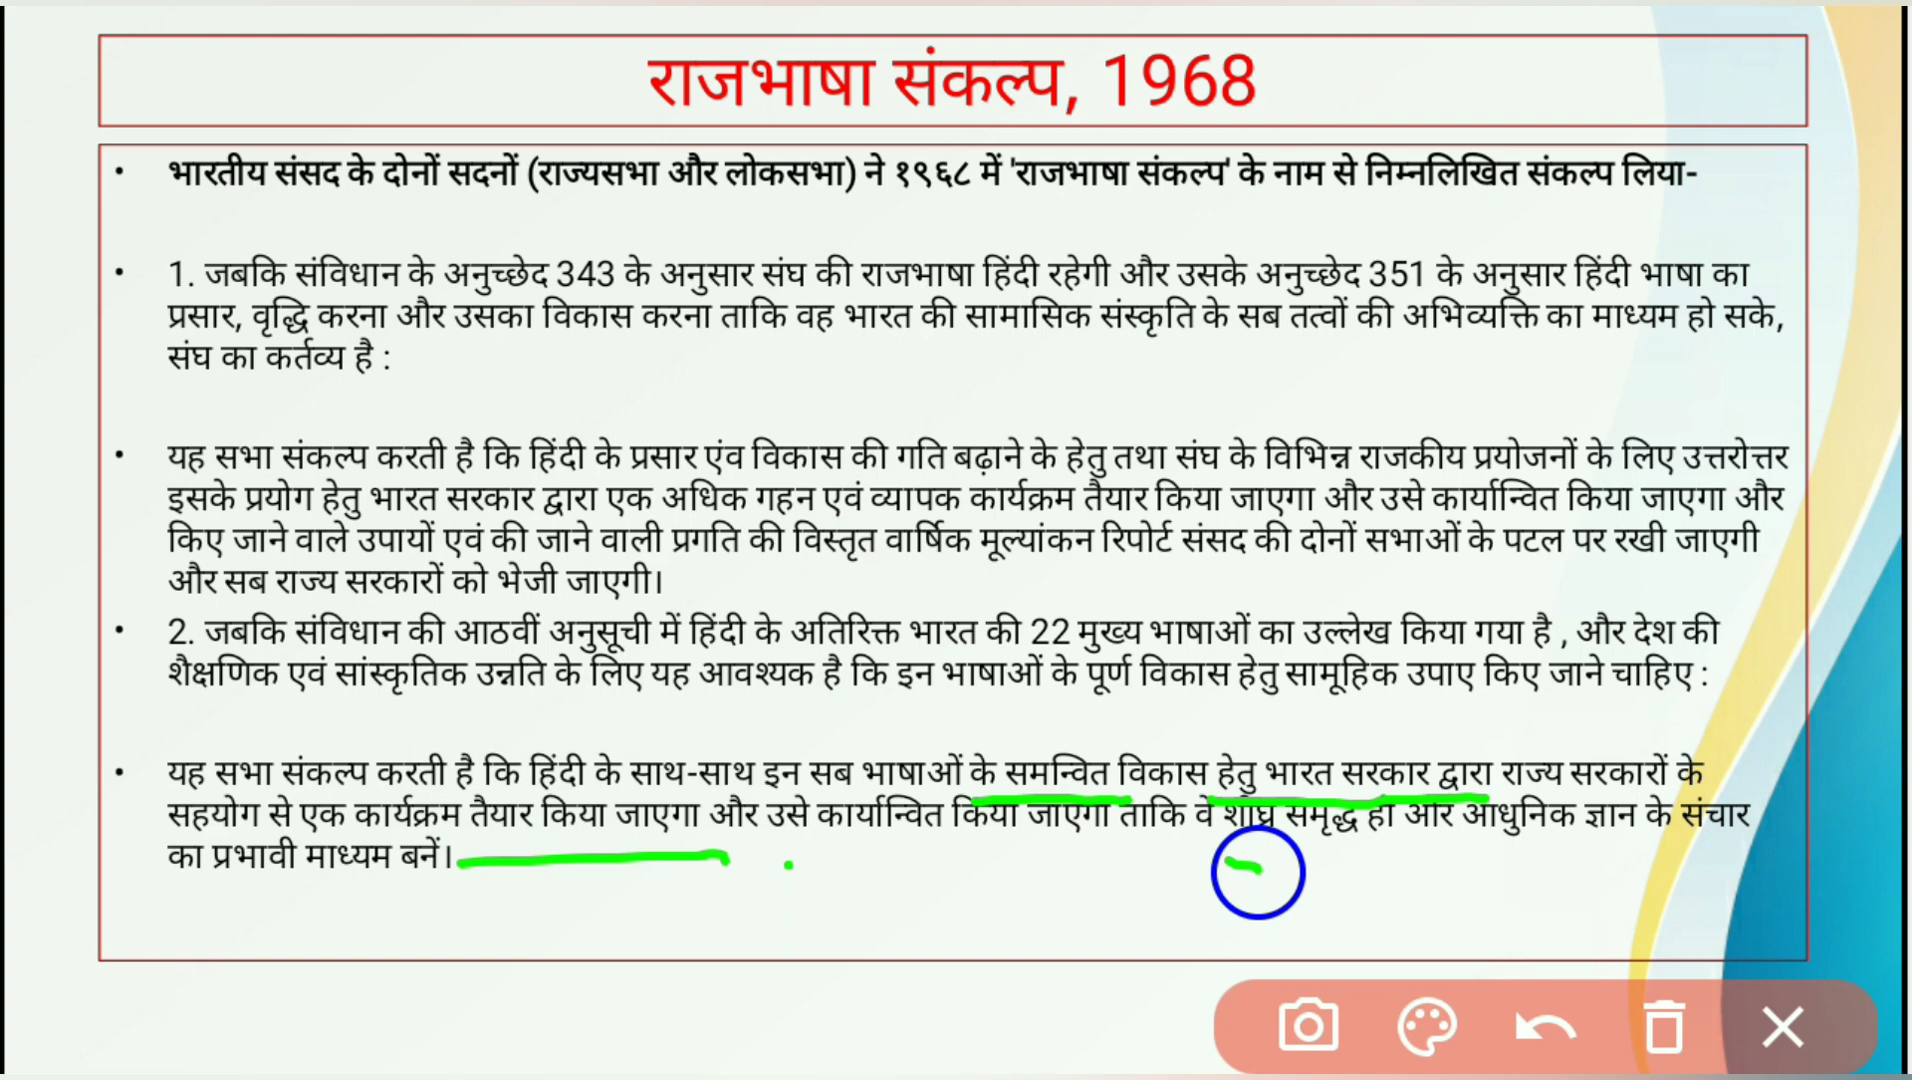 राजभाषा संकल्प, 1968
• भारतीय संसद के दोनों सदनों (राज्यसभा और लोकसभा) ने १९६८ में 'राजभाषा संकल्प' के नाम से निम्नलिखित संकल्प लिया-
• 1. जबकि संविधान के अनुच्छेद 343 के अनुसार संघ की राजभाषा हिंदी रहेगी और उसके अनुच्छेद 351 के अनुसार हिंदी भाषा का
प्रसार, वृद्धि करना और उसका विकास करना ताकि वह भारत की सामासिक संस्कृति के सब तत्वों की अभिव्यक्ति का माध्यम हो सके,
संघ का कर्तव्य है :
• यह सभा संकल्प करती है कि हिंदी के प्रसार एंव विकास की गति बढ़ाने के हेतु तथा संघ के विभिन्न राजकीय प्रयोजनों के लिए उत्तरोत्तर
इसके प्रयोग हेतु भारत सरकार द्वारा एक अधिक गहन एवं व्यापक कार्यक्रम तैयार किया जाएगा और उसे कार्यान्वित किया जाएगा और
किए जाने वाले उपायों एवं की जाने वाली प्रगति की विस्तृत वार्षिक मूल्यांकन रिपोर्ट संसद की दोनों सभाओं के पटल पर रखी जाएगी
और सब राज्य सरकारों को भेजी जाएगी।
• 2. जबकि संविधान की आठवीं अनुसूची में हिंदी के अतिरिक्त भारत की 22 मुख्य भाषाओं का उल्लेख किया गया है , और देश की
शैक्षणिक एवं सांस्कृतिक उन्नति के लिए यह आवश्यक है कि इन भाषाओं के पूर्ण विकास हेतु सामूहिक उपाए किए जाने चाहिए :
• यह सभा संकल्प करती है कि हिंदी के साथ-साथ इन सब भाषाओं के समन्वित विकास हेतु भारत सरकार द्वारा राज्य सरकारों के
सहयोग से एक कार्यक्रम तैयार किया जाएगा और उसे कार्यान्वित किया जाएगा ताकि वे शीघ्र समृद्ध हो और आधुनिक ज्ञान के संचार
का प्रभावी माध्यम बनें।